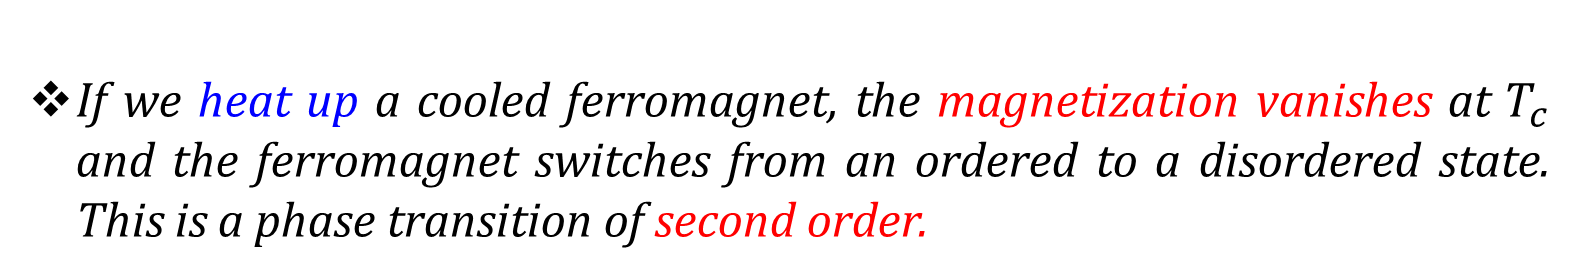 ❖If we heat up a cooled ferromagnet, the magnetization vanishes at T_c
and the ferromagnet switches from an ordered to a disordered state.
This is a phase transition of second order.